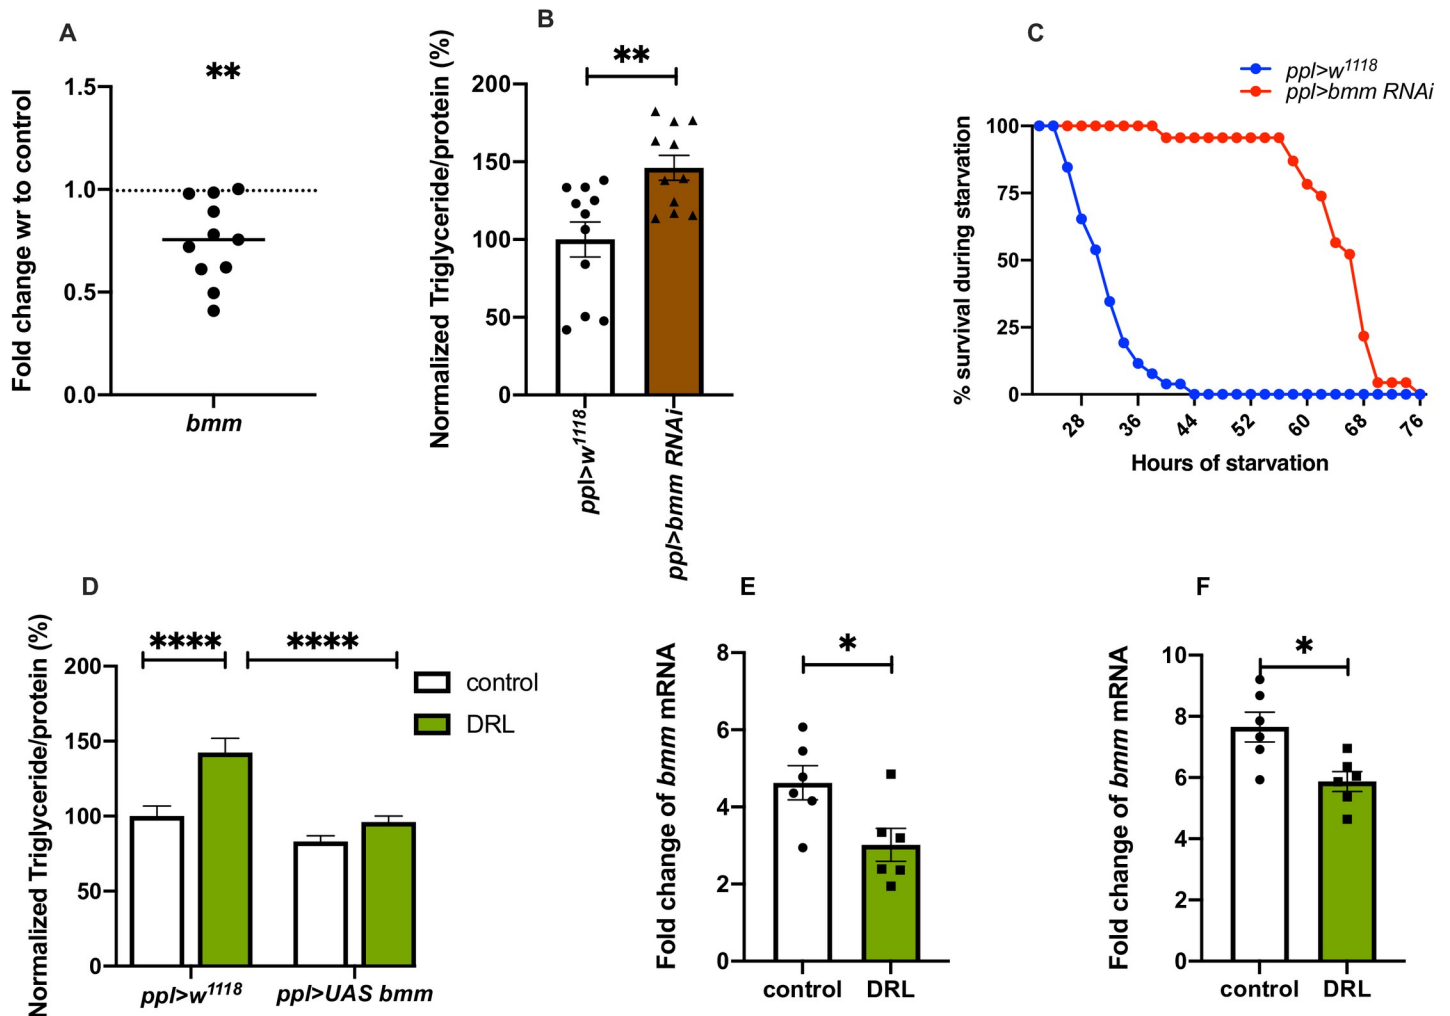 A
**
Fold change wr to control
1.5
1.0
0.5
0.0
bmm
B
**
Normalized Triglyceride/protein (%)
200
150
100
50
0
ppl>w1118
ppl>bmm RNAi
C
ppl>w1118
ppl>bmm RNAi
% survival during starvation
100
75
50
25
0
28 36 44 52 60 68 76
Hours of starvation
D
**** ****
Normalized Triglyceride/protein (%)
200
150
100
50
0
control
DRL
ppl>w1118 ppl>UAS bmm
E
*
Fold change of bmm mRNA
8
6
4
2
0
control DRL
F
*
Fold change of bmm mRNA
10
8
6
4
2
0
control DRL